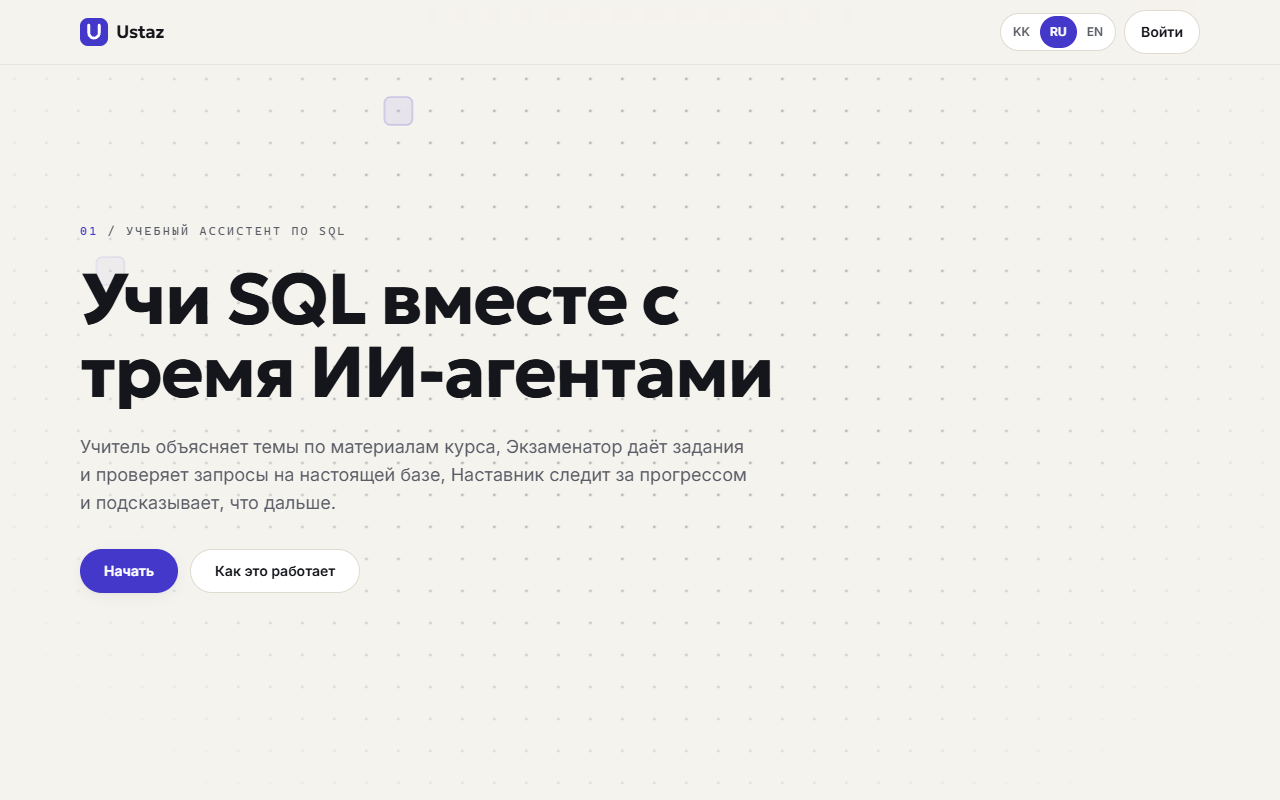 Ustaz
KK RU EN
Войти
01 / УЧЕБНЫЙ АССИСТЕНТ ПО SQL
Учи SQL вместе с
тремя ИИ-агентами
Учитель объясняет темы по материалам курса, Экзаменатор даёт задания
и проверяет запросы на настоящей базе, Наставник следит за прогрессом
и подсказывает, что дальше.
Начать
Как это работает